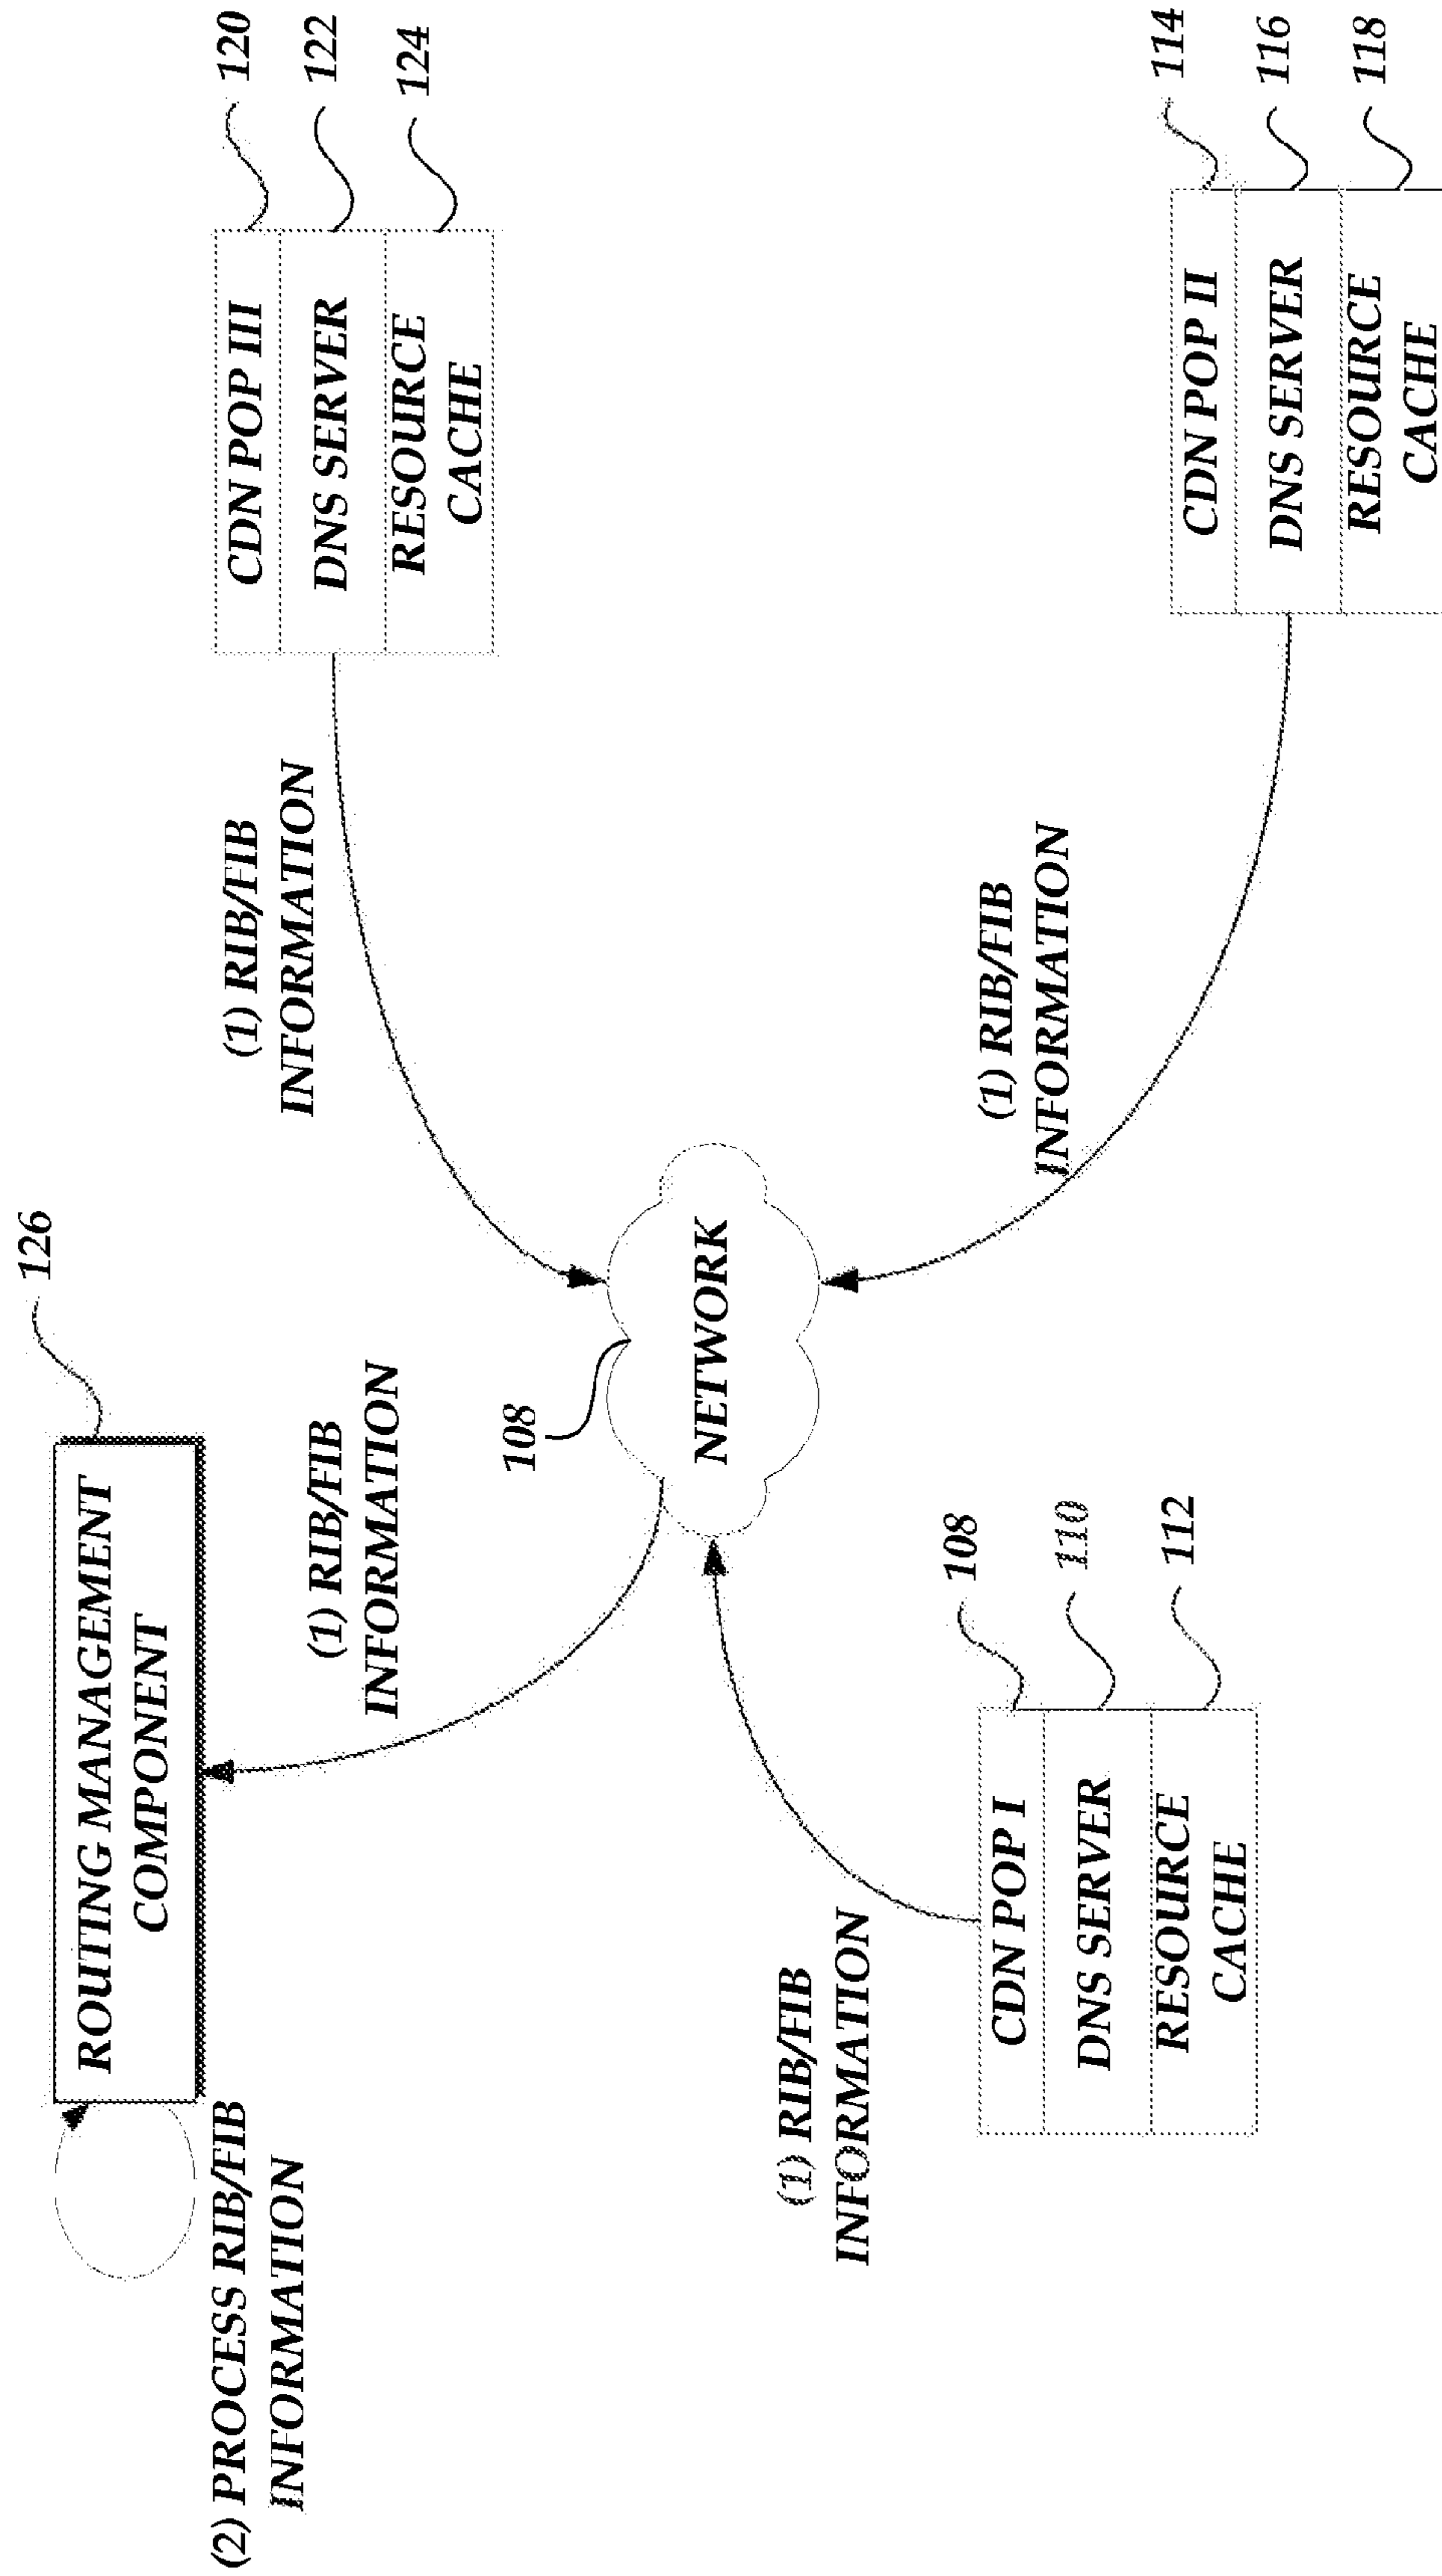 126
ROUTING MANAGEMENT
COMPONENT
(2) PROCESS RIB/FIB
INFORMATION
(1) RIB/FIB
INFORMATION
(1) RIB/FIB
INFORMATION
120
CDN POP III
122
DNS SERVER
124
RESOURCE
CACHE
108
NETWORK
(1) RIB/FIB
INFORMATION
108
CDN POP I
110
DNS SERVER
112
RESOURCE
CACHE
(1) RIB/FIB
INFORMATION
114
CDN POP II
116
DNS SERVER
118
RESOURCE
CACHE